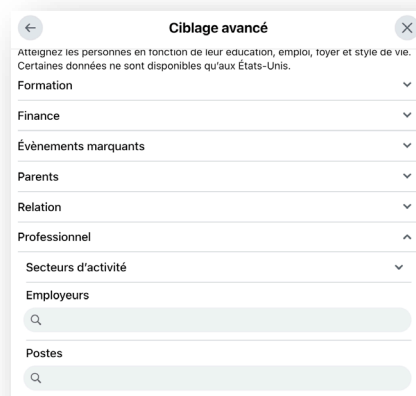 Ciblage avancé
Atteignez les personnes en fonction de leur éducation, emploi, foyer et style de vie.
Certaines données ne sont disponibles qu'aux États-Unis.
Formation
Finance
Évènements marquants
Parents
Relation
Professionnel
Secteurs d'activité
Employeurs
Postes